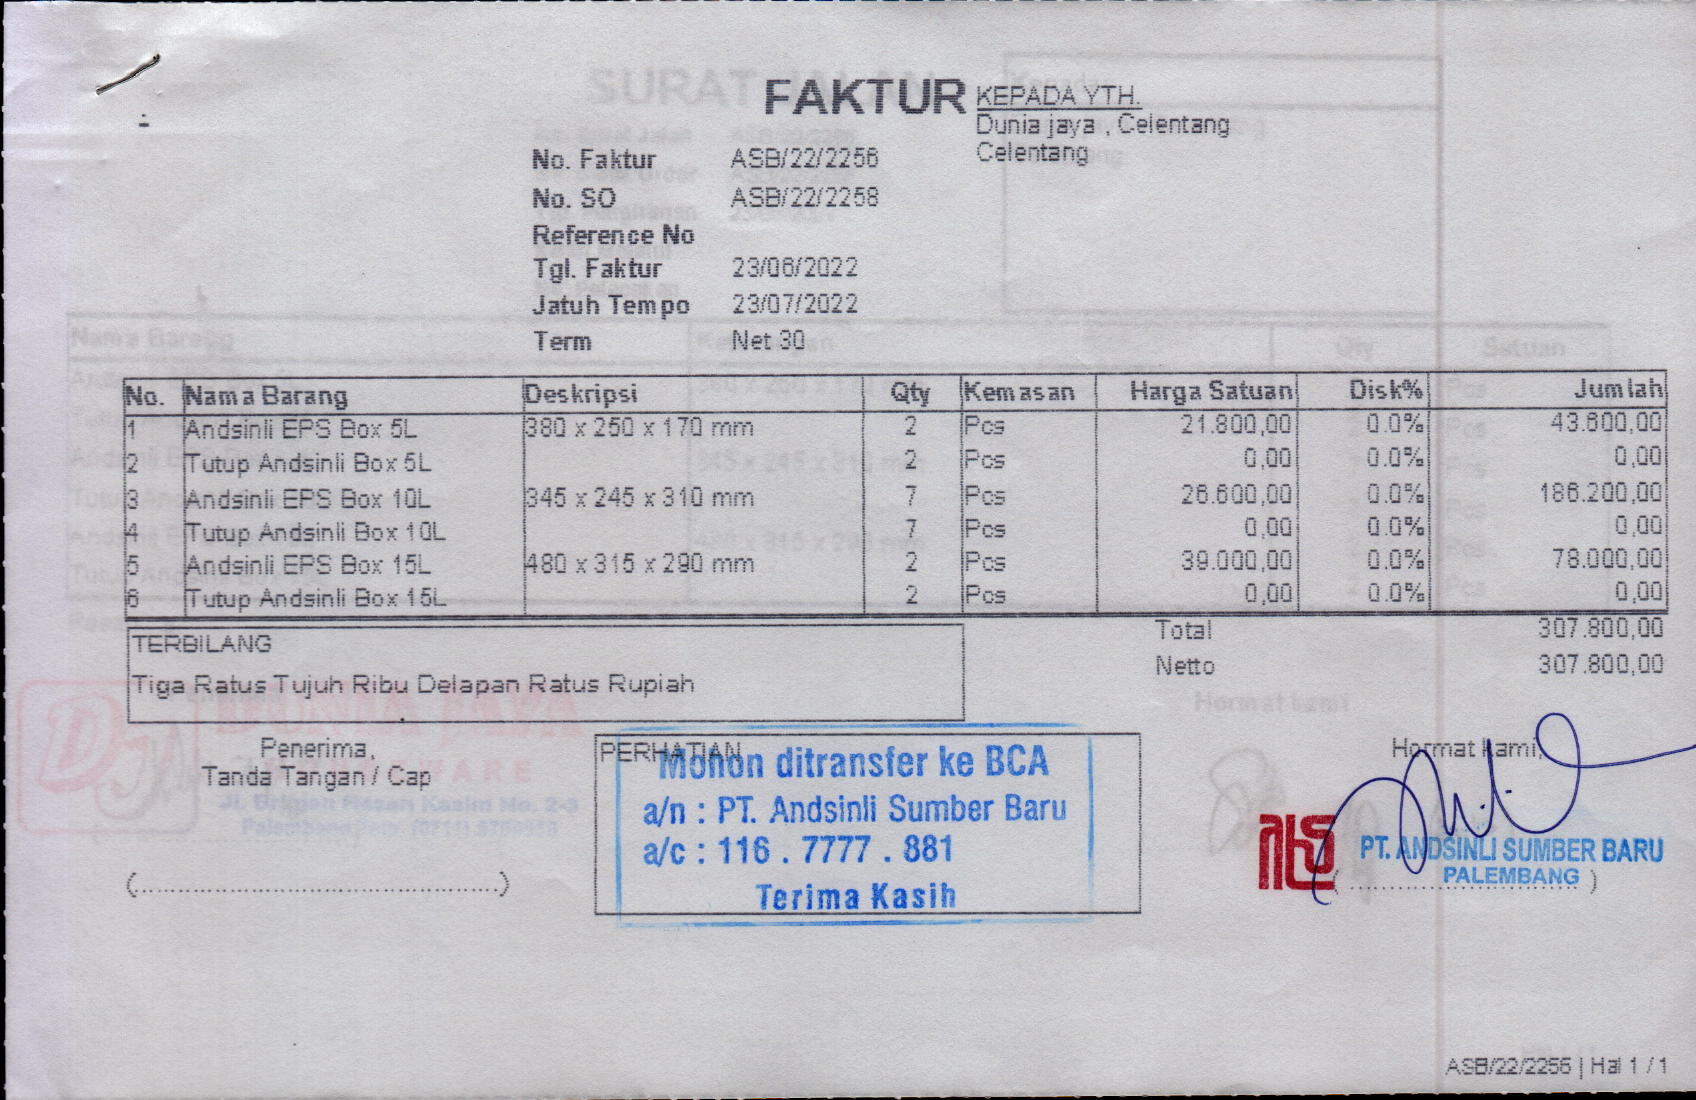 FAKTUR
KEPADA YTH.
Dunia jaya , Celentang
Celentang
No. Faktur ASB/22/2256
No. SO ASB/22/2258
Reference No
Tgl. Faktur 23/06/2022
Jatuh Tempo 23/07/2022
Term Net 30
No. Nama Barang Deskripsi Qty Kemasan Harga Satuan Disk% Jumlah
1 Andsinli EPS Box 5L 380 x 250 x 170 mm 2 Pcs 21.800,00 0.0% 43.600,00
2 Tutup Andsinli Box 5L 2 Pcs 0,00 0.0% 0,00
3 Andsinli EPS Box 10L 345 x 245 x 310 mm 7 Pcs 26.600,00 0.0% 186.200,00
4 Tutup Andsinli Box 10L 7 Pcs 0,00 0.0% 0,00
5 Andsinli EPS Box 15L 480 x 315 x 290 mm 2 Pcs 39.000,00 0.0% 78.000,00
6 Tutup Andsinli Box 15L 2 Pcs 0,00 0.0% 0,00
Total 307.800,00
Netto 307.800,00
TERBILANG
Tiga Ratus Tujuh Ribu Delapan Ratus Rupiah
Penerima,
Tanda Tangan / Cap
(................................................)
PERHATIAN
Mohon ditransfer ke BCA
a/n : PT. Andsinli Sumber Baru
a/c : 116 . 7777 . 881
Terima Kasih
Hormat kami,
PT. ANDSINLI SUMBER BARU
PALEMBANG
ASB/22/2256 | Hal 1 / 1